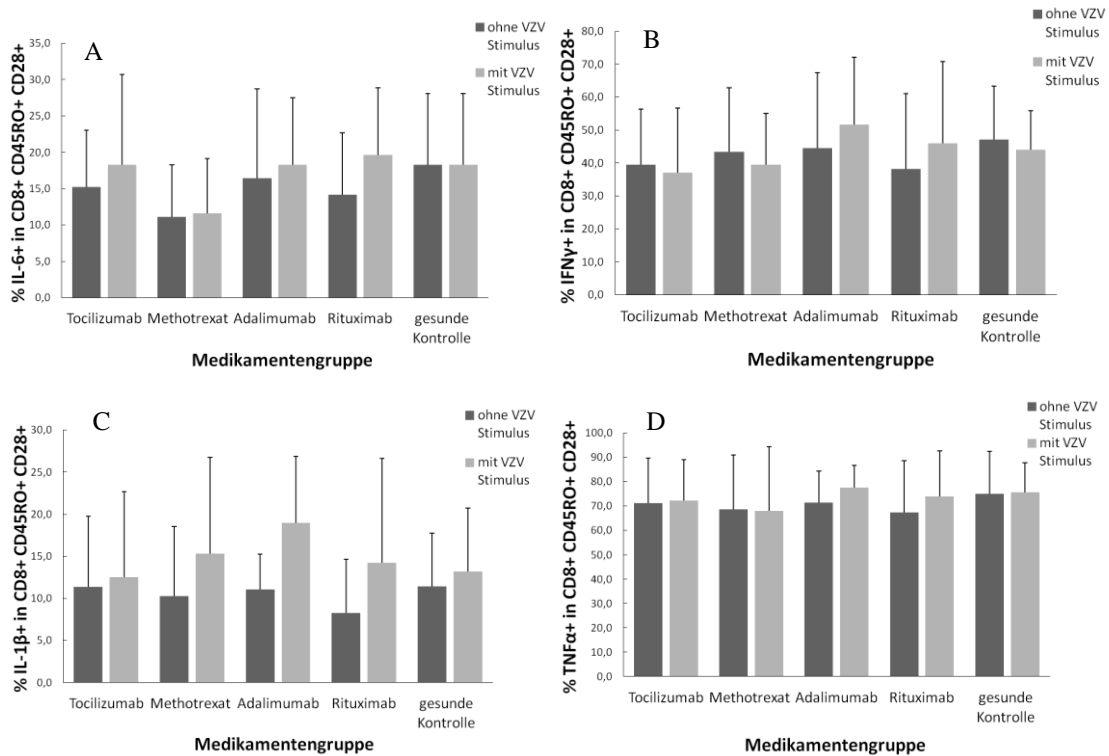 A
% IL-6+ in CD8+ CD45RO+ CD28+
35,0
30,0
25,0
20,0
15,0
10,0
5,0
0,0
ohne VZV
Stimulus
mit VZV
Stimulus
Tocilizumab Methotrexat Adalimumab Rituximab gesunde
Kontrolle
Medikamentengruppe
B
% IFNγ+ in CD8+ CD45RO+ CD28+
80,0
70,0
60,0
50,0
40,0
30,0
20,0
10,0
0,0
ohne VZV
Stimulus
mit VZV
Stimulus
Tocilizumab Methotrexat Adalimumab Rituximab gesunde
Kontrolle
Medikamentengruppe
C
% IL-1β+ in CD8+ CD45RO+ CD28+
30,0
25,0
20,0
15,0
10,0
5,0
0,0
ohne VZV
Stimulus
mit VZV
Stimulus
Tocilizumab Methotrexat Adalimumab Rituximab gesunde
Kontrolle
Medikamentengruppe
D
% TNFα+ in CD8+ CD45RO+ CD28+
100,0
90,0
80,0
70,0
60,0
50,0
40,0
30,0
20,0
10,0
0,0
ohne VZV
Stimulus
mit VZV
Stimulus
Tocilizumab Methotrexat Adalimumab Rituximab gesunde
Kontrolle
Medikamentengruppe